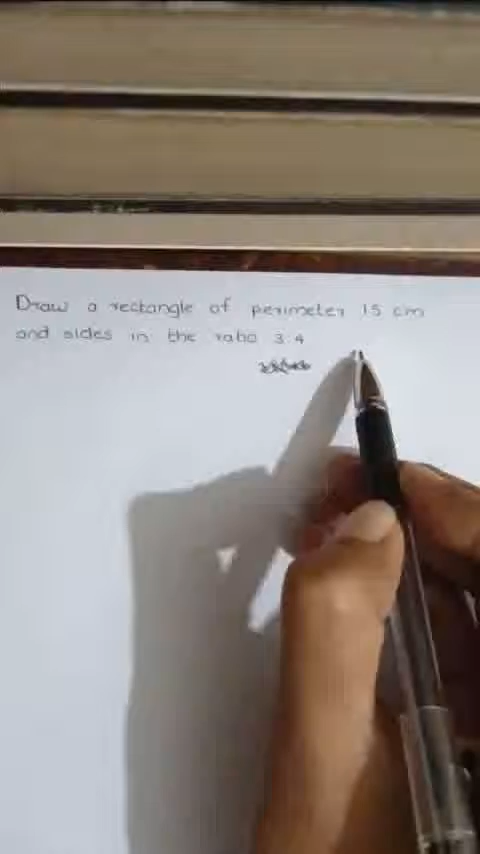 Draw a rectangle of perimeter 15 cm
and sides in the ratio 3:4